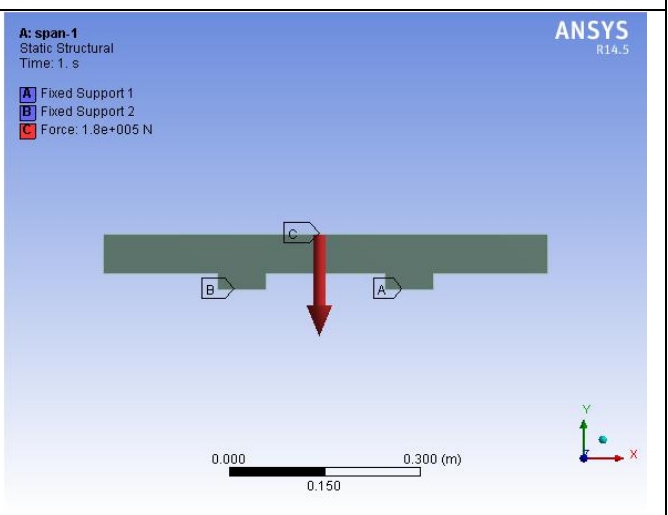 A: span-1
Static Structural
Time: 1. s
A Fixed Support 1
B Fixed Support 2
C Force: 1.8e+005 N
ANSYS
R14.5
C
B
A
Y
Z
X
0.000
0.300 (m)
0.150